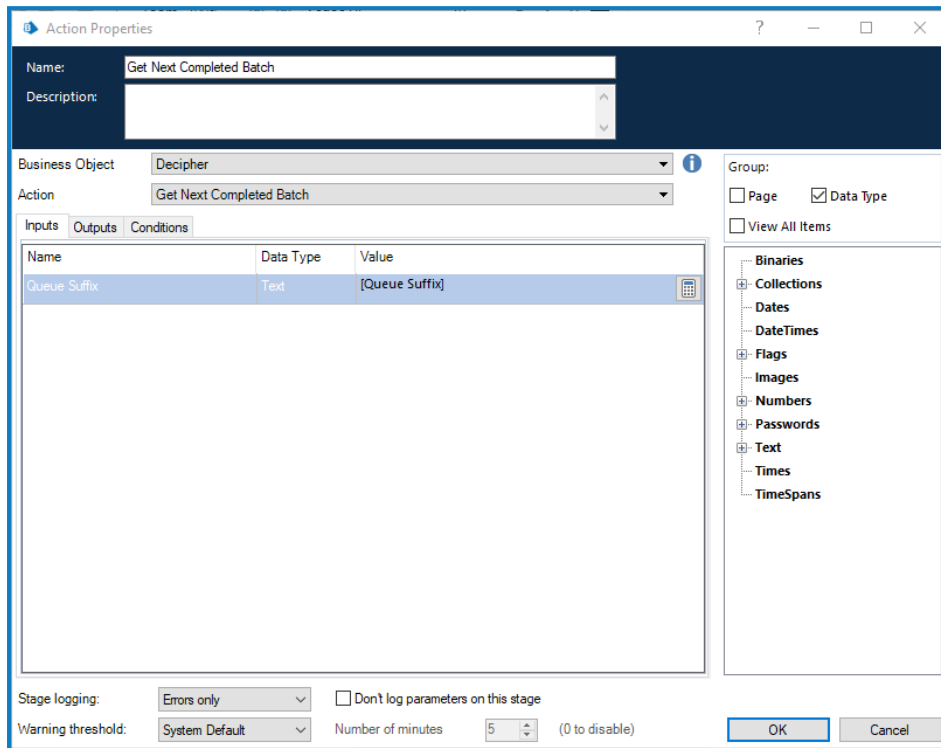 Action Properties
?
Name: Get Next Completed Batch
Description:
Business Object Decipher
Action Get Next Completed Batch
Inputs Outputs Conditions
Name Data Type Value
Queue Suffix Text [Queue Suffix]
Group:
Page Data Type
View All Items
Binaries
Collections
Dates
DateTimes
Flags
Images
Numbers
Passwords
Text
Times
TimeSpans
Stage logging: Errors only Don't log parameters on this stage
Warning threshold: System Default Number of minutes 5 (0 to disable)
OK Cancel